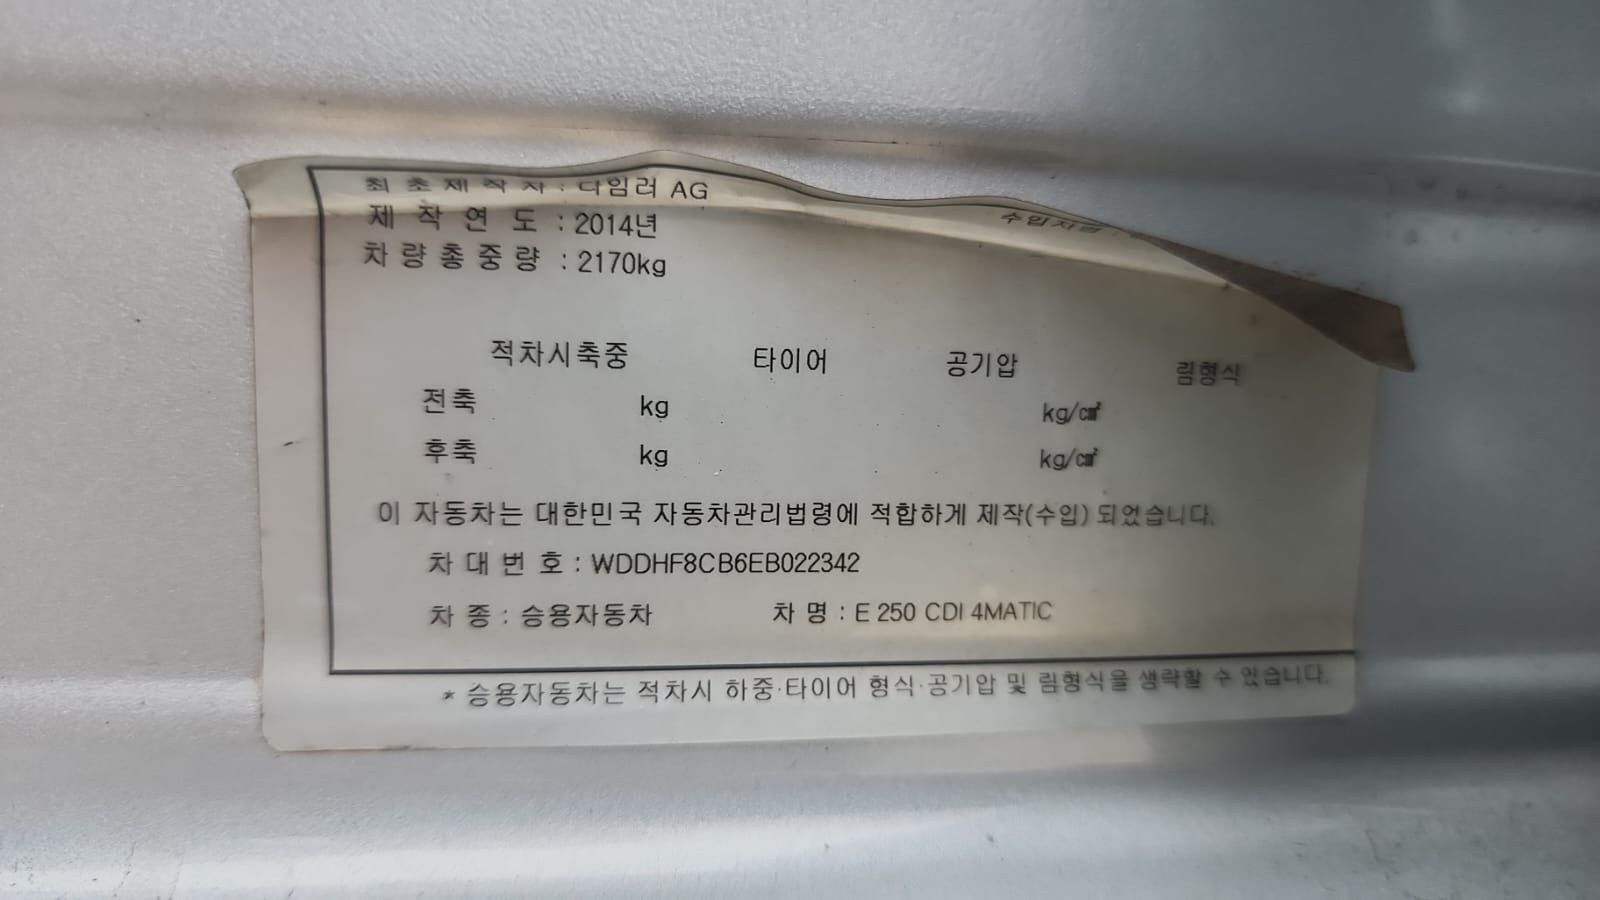 최초제작자 : 다임러 AG
수입자명 :
제 작 연 도 : 2014년
차 량 총 중 량 : 2170kg
적차시축중 타이어 공기압 림형식
전축 kg kg/㎠
후축 kg kg/㎠
이 자동차는 대한민국 자동차관리법령에 적합하게 제작(수입) 되었습니다.
차 대 번 호 : WDDHF8CB6EB022342
차 종 : 승용자동차 차 명 : E 250 CDI 4MATIC
* 승용자동차는 적차시 하중·타이어 형식·공기압 및 림형식을 생략할 수 있습니다.